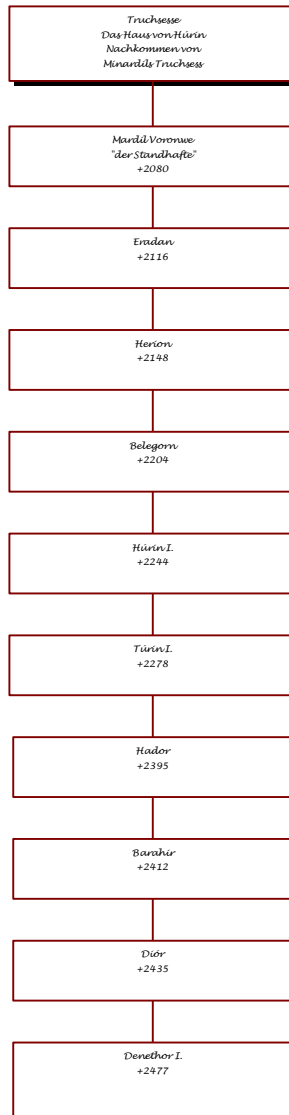 Truchsesse
Das Haus von Húrin
Nachkommen von
Minardils Truchsess
Mardil Voronwe
"der Standhafte"
+2080
Eradan
+2116
Herion
+2148
Belegorn
+2204
Húrin I.
+2244
Túrin I.
+2278
Hador
+2395
Barahir
+2412
Diór
+2435
Denethor I.
+2477